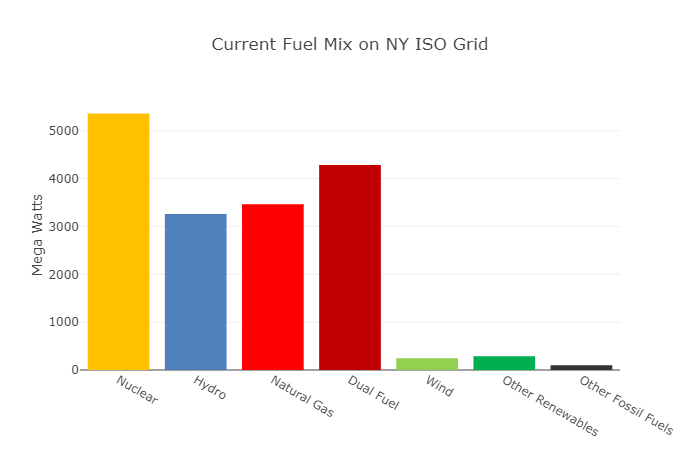 Current Fuel Mix on NY ISO Grid
Mega Watts
5000
4000
3000
2000
1000
0
Nuclear
Hydro
Natural Gas
Dual Fuel
Wind
Other Renewables
Other Fossil Fuels